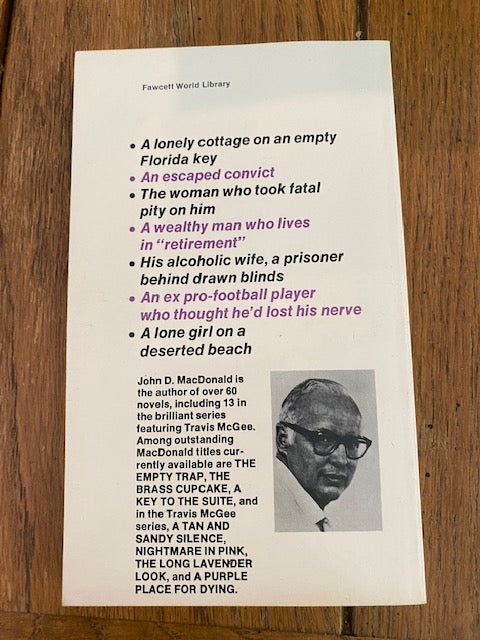 Fawcett World Library
• A lonely cottage on an empty
Florida key
• An escaped convict
• The woman who took fatal
pity on him
• A wealthy man who lives
in “retirement”
• His alcoholic wife, a prisoner
behind drawn blinds
• An ex pro-football player
who thought he’d lost his nerve
• A lone girl on a
deserted beach
John D. MacDonald is
the author of over 60
novels, including 13 in
the brilliant series
featuring Travis McGee.
Among outstanding
MacDonald titles cur-
rently available are THE
EMPTY TRAP, THE
BRASS CUPCAKE, A
KEY TO THE SUITE, and
in the Travis McGee
series, A TAN AND
SANDY SILENCE,
NIGHTMARE IN PINK,
THE LONG LAVENDER
LOOK, and A PURPLE
PLACE FOR DYING.